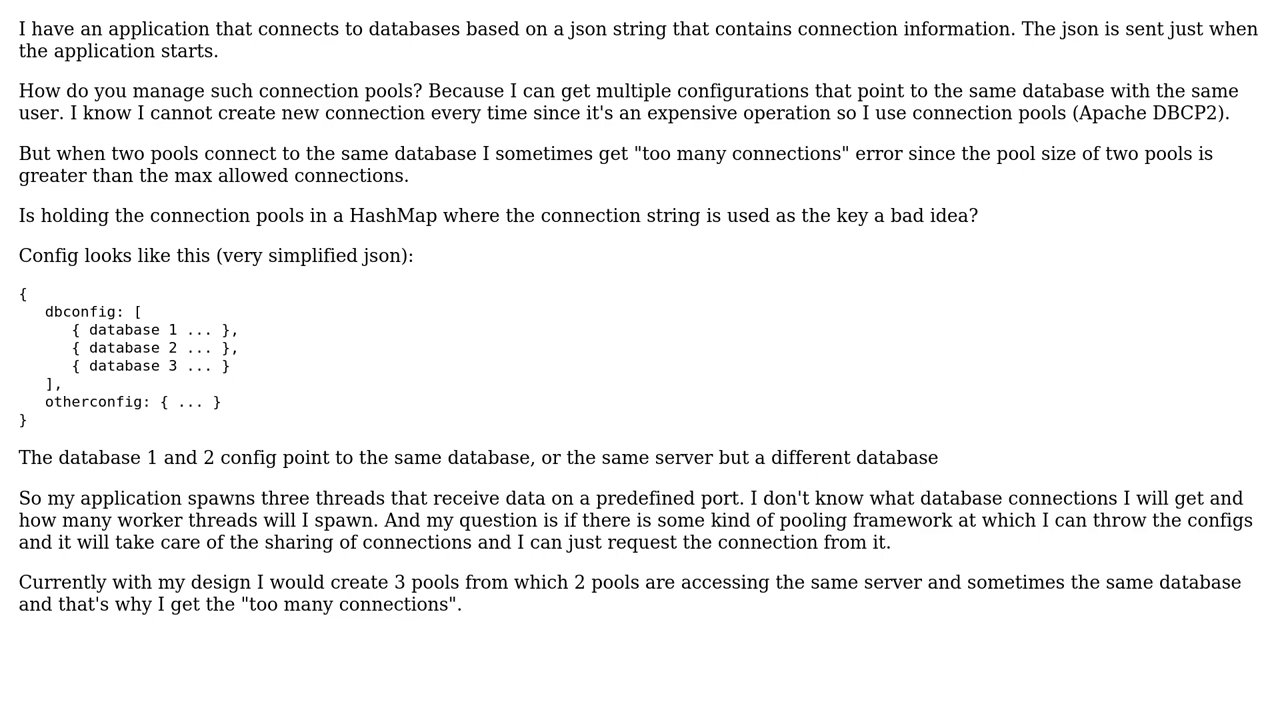 I have an application that connects to databases based on a json string that contains connection information. The json is sent just when
the application starts.
How do you manage such connection pools? Because I can get multiple configurations that point to the same database with the same
user. I know I cannot create new connection every time since it's an expensive operation so I use connection pools (Apache DBCP2).
But when two pools connect to the same database I sometimes get "too many connections" error since the pool size of two pools is
greater than the max allowed connections.
Is holding the connection pools in a HashMap where the connection string is used as the key a bad idea?
Config looks like this (very simplified json):
{
   dbconfig: [
      { database 1 ... },
      { database 2 ... },
      { database 3 ... }
   ],
   otherconfig: { ... }
}
The database 1 and 2 config point to the same database, or the same server but a different database
So my application spawns three threads that receive data on a predefined port. I don't know what database connections I will get and
how many worker threads will I spawn. And my question is if there is some kind of pooling framework at which I can throw the configs
and it will take care of the sharing of connections and I can just request the connection from it.
Currently with my design I would create 3 pools from which 2 pools are accessing the same server and sometimes the same database
and that's why I get the "too many connections".